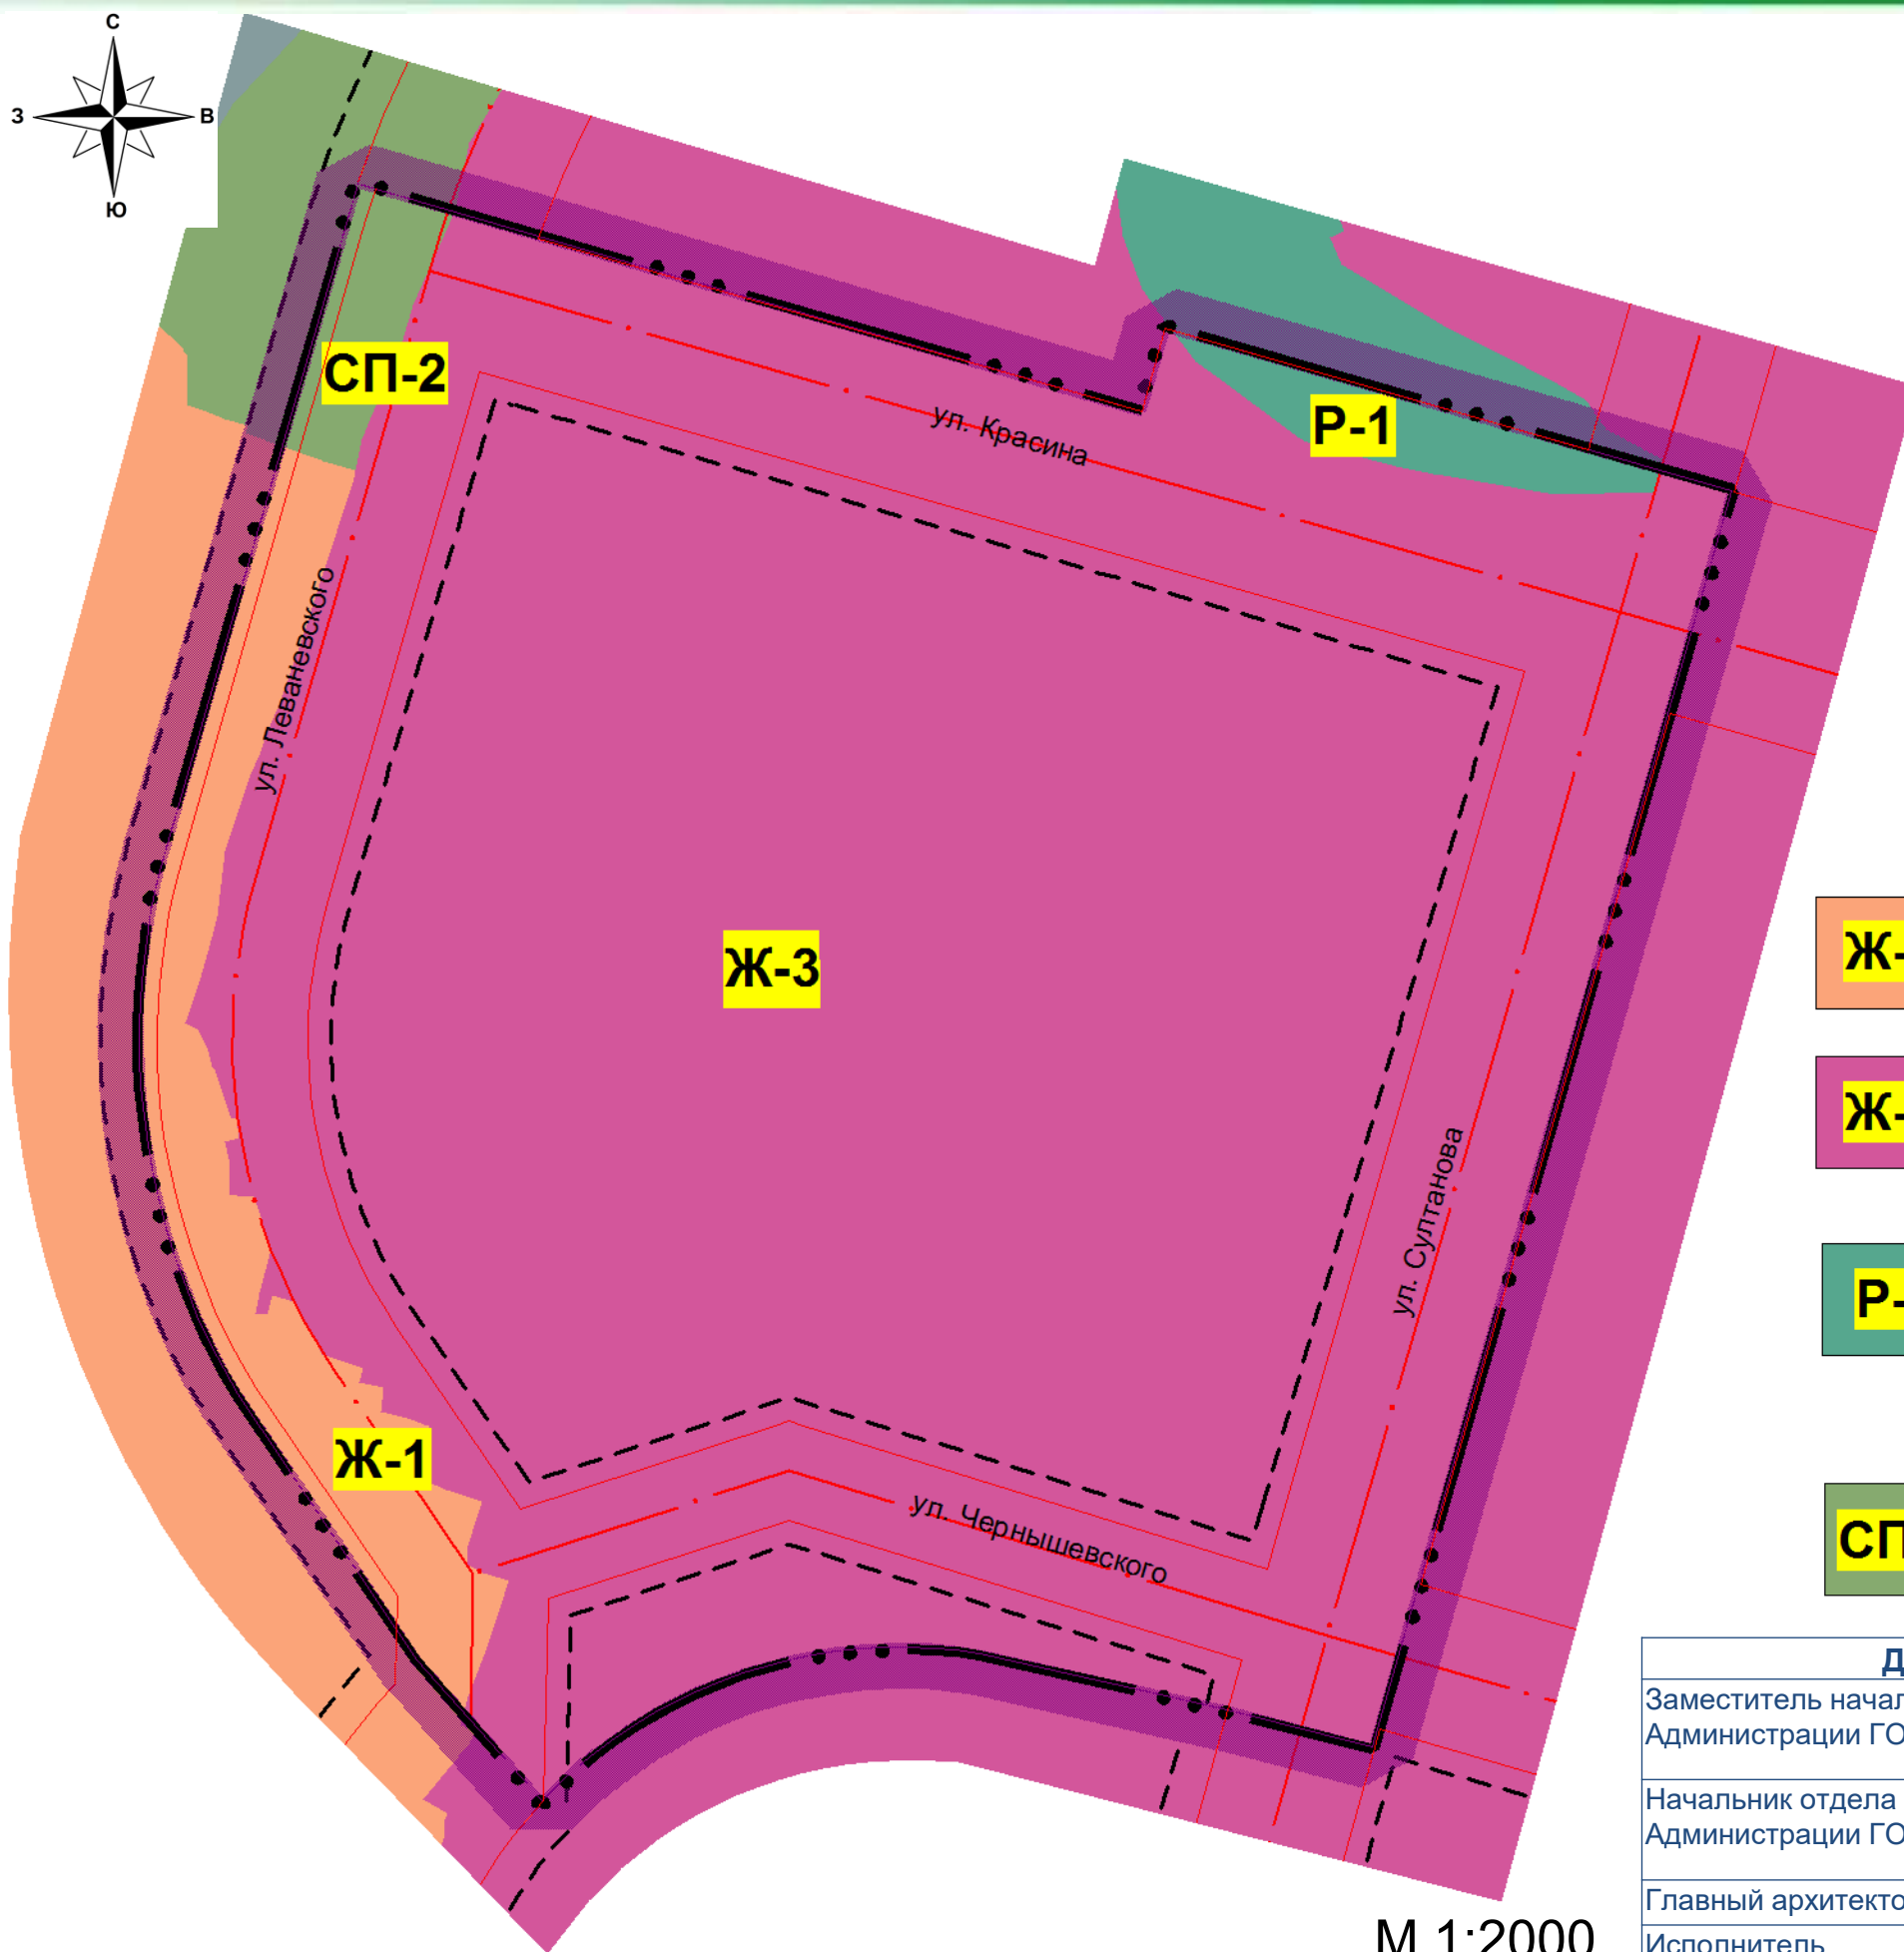 С
З
В
Ю
СП-2
Р-1
ул. Красина
ул. Леваневского
Ж-3
ул. Султанова
Ж-1
ул. Чернышевского
Ж-
Ж-
Р-
СП
Д
Заместитель начал
Администрации ГО
Начальник отдела
Администрации ГО
Главный архитекто
Исполнитель
М 1:2000